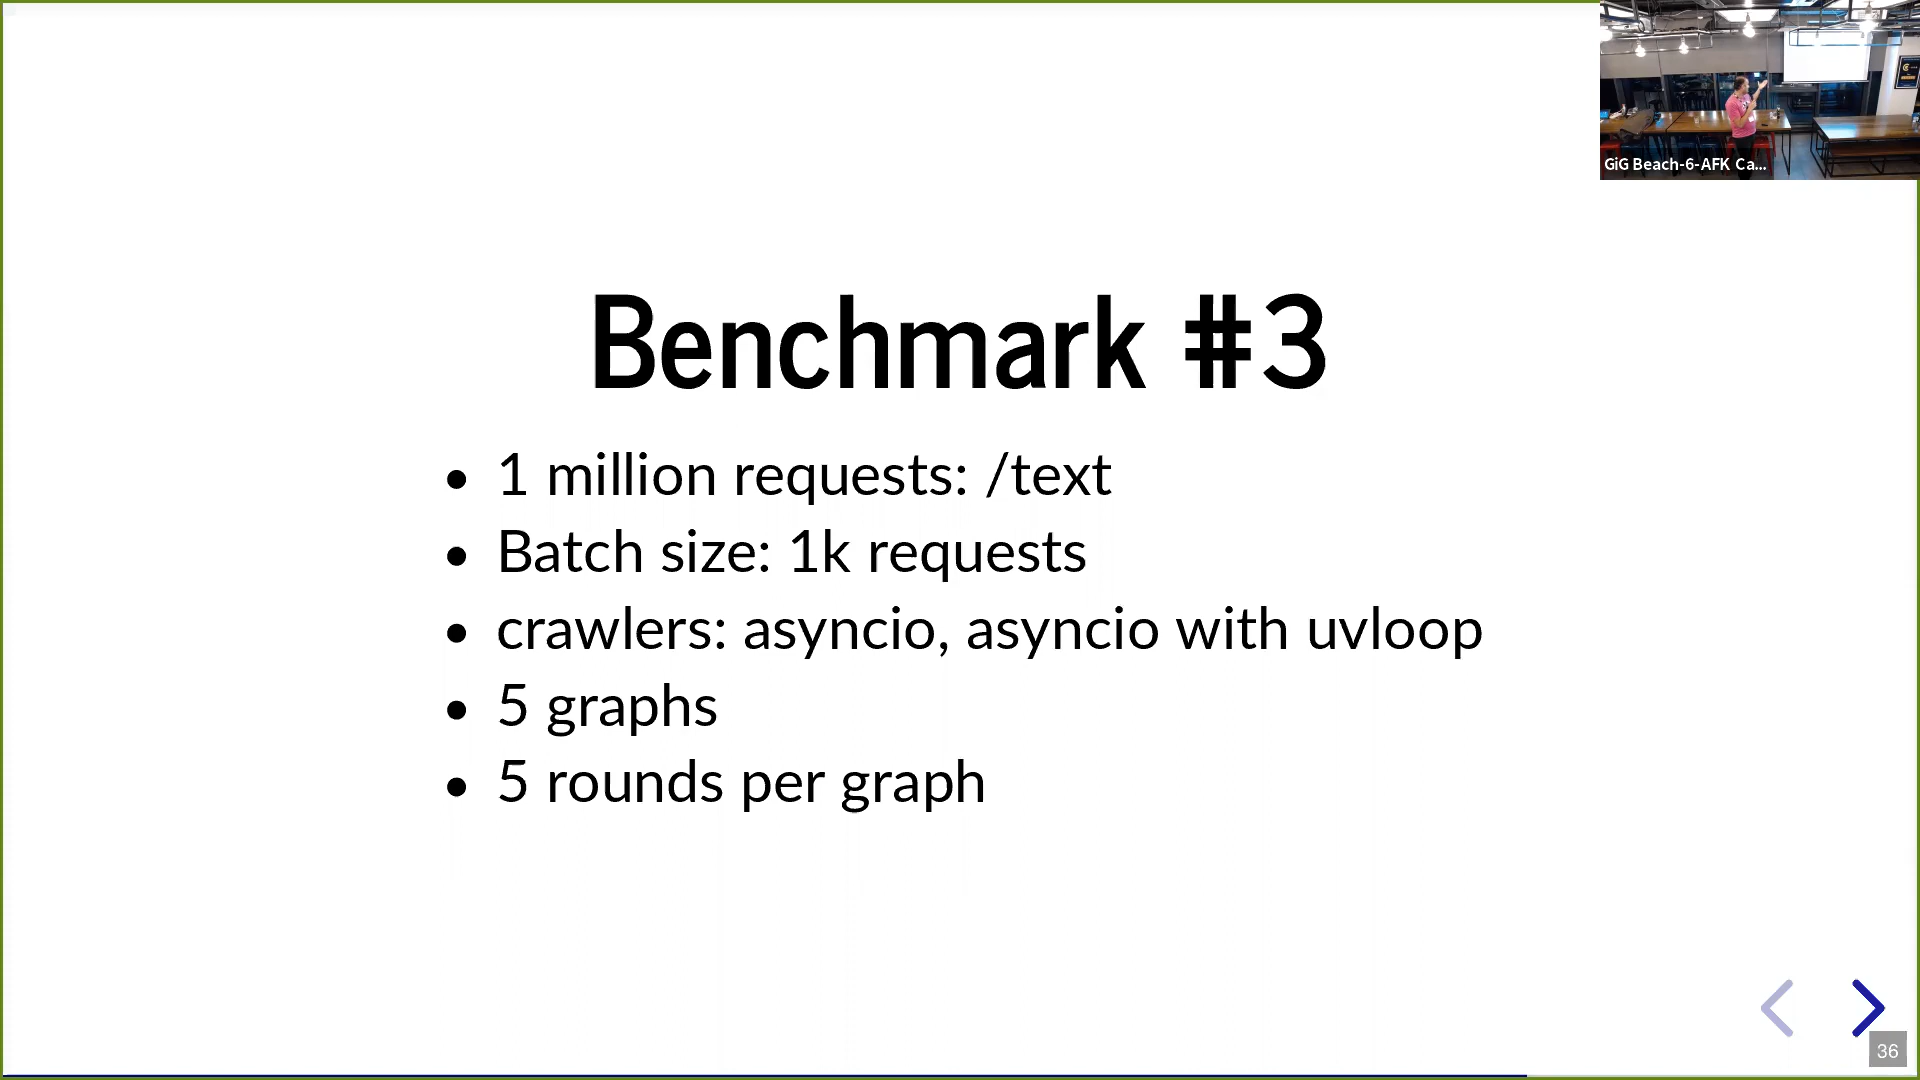 GiG Beach-6-AFK Ca...
Benchmark #3
1 million requests: /text
Batch size: 1k requests
crawlers: asyncio, asyncio with uvloop
5 graphs
5 rounds per graph
36